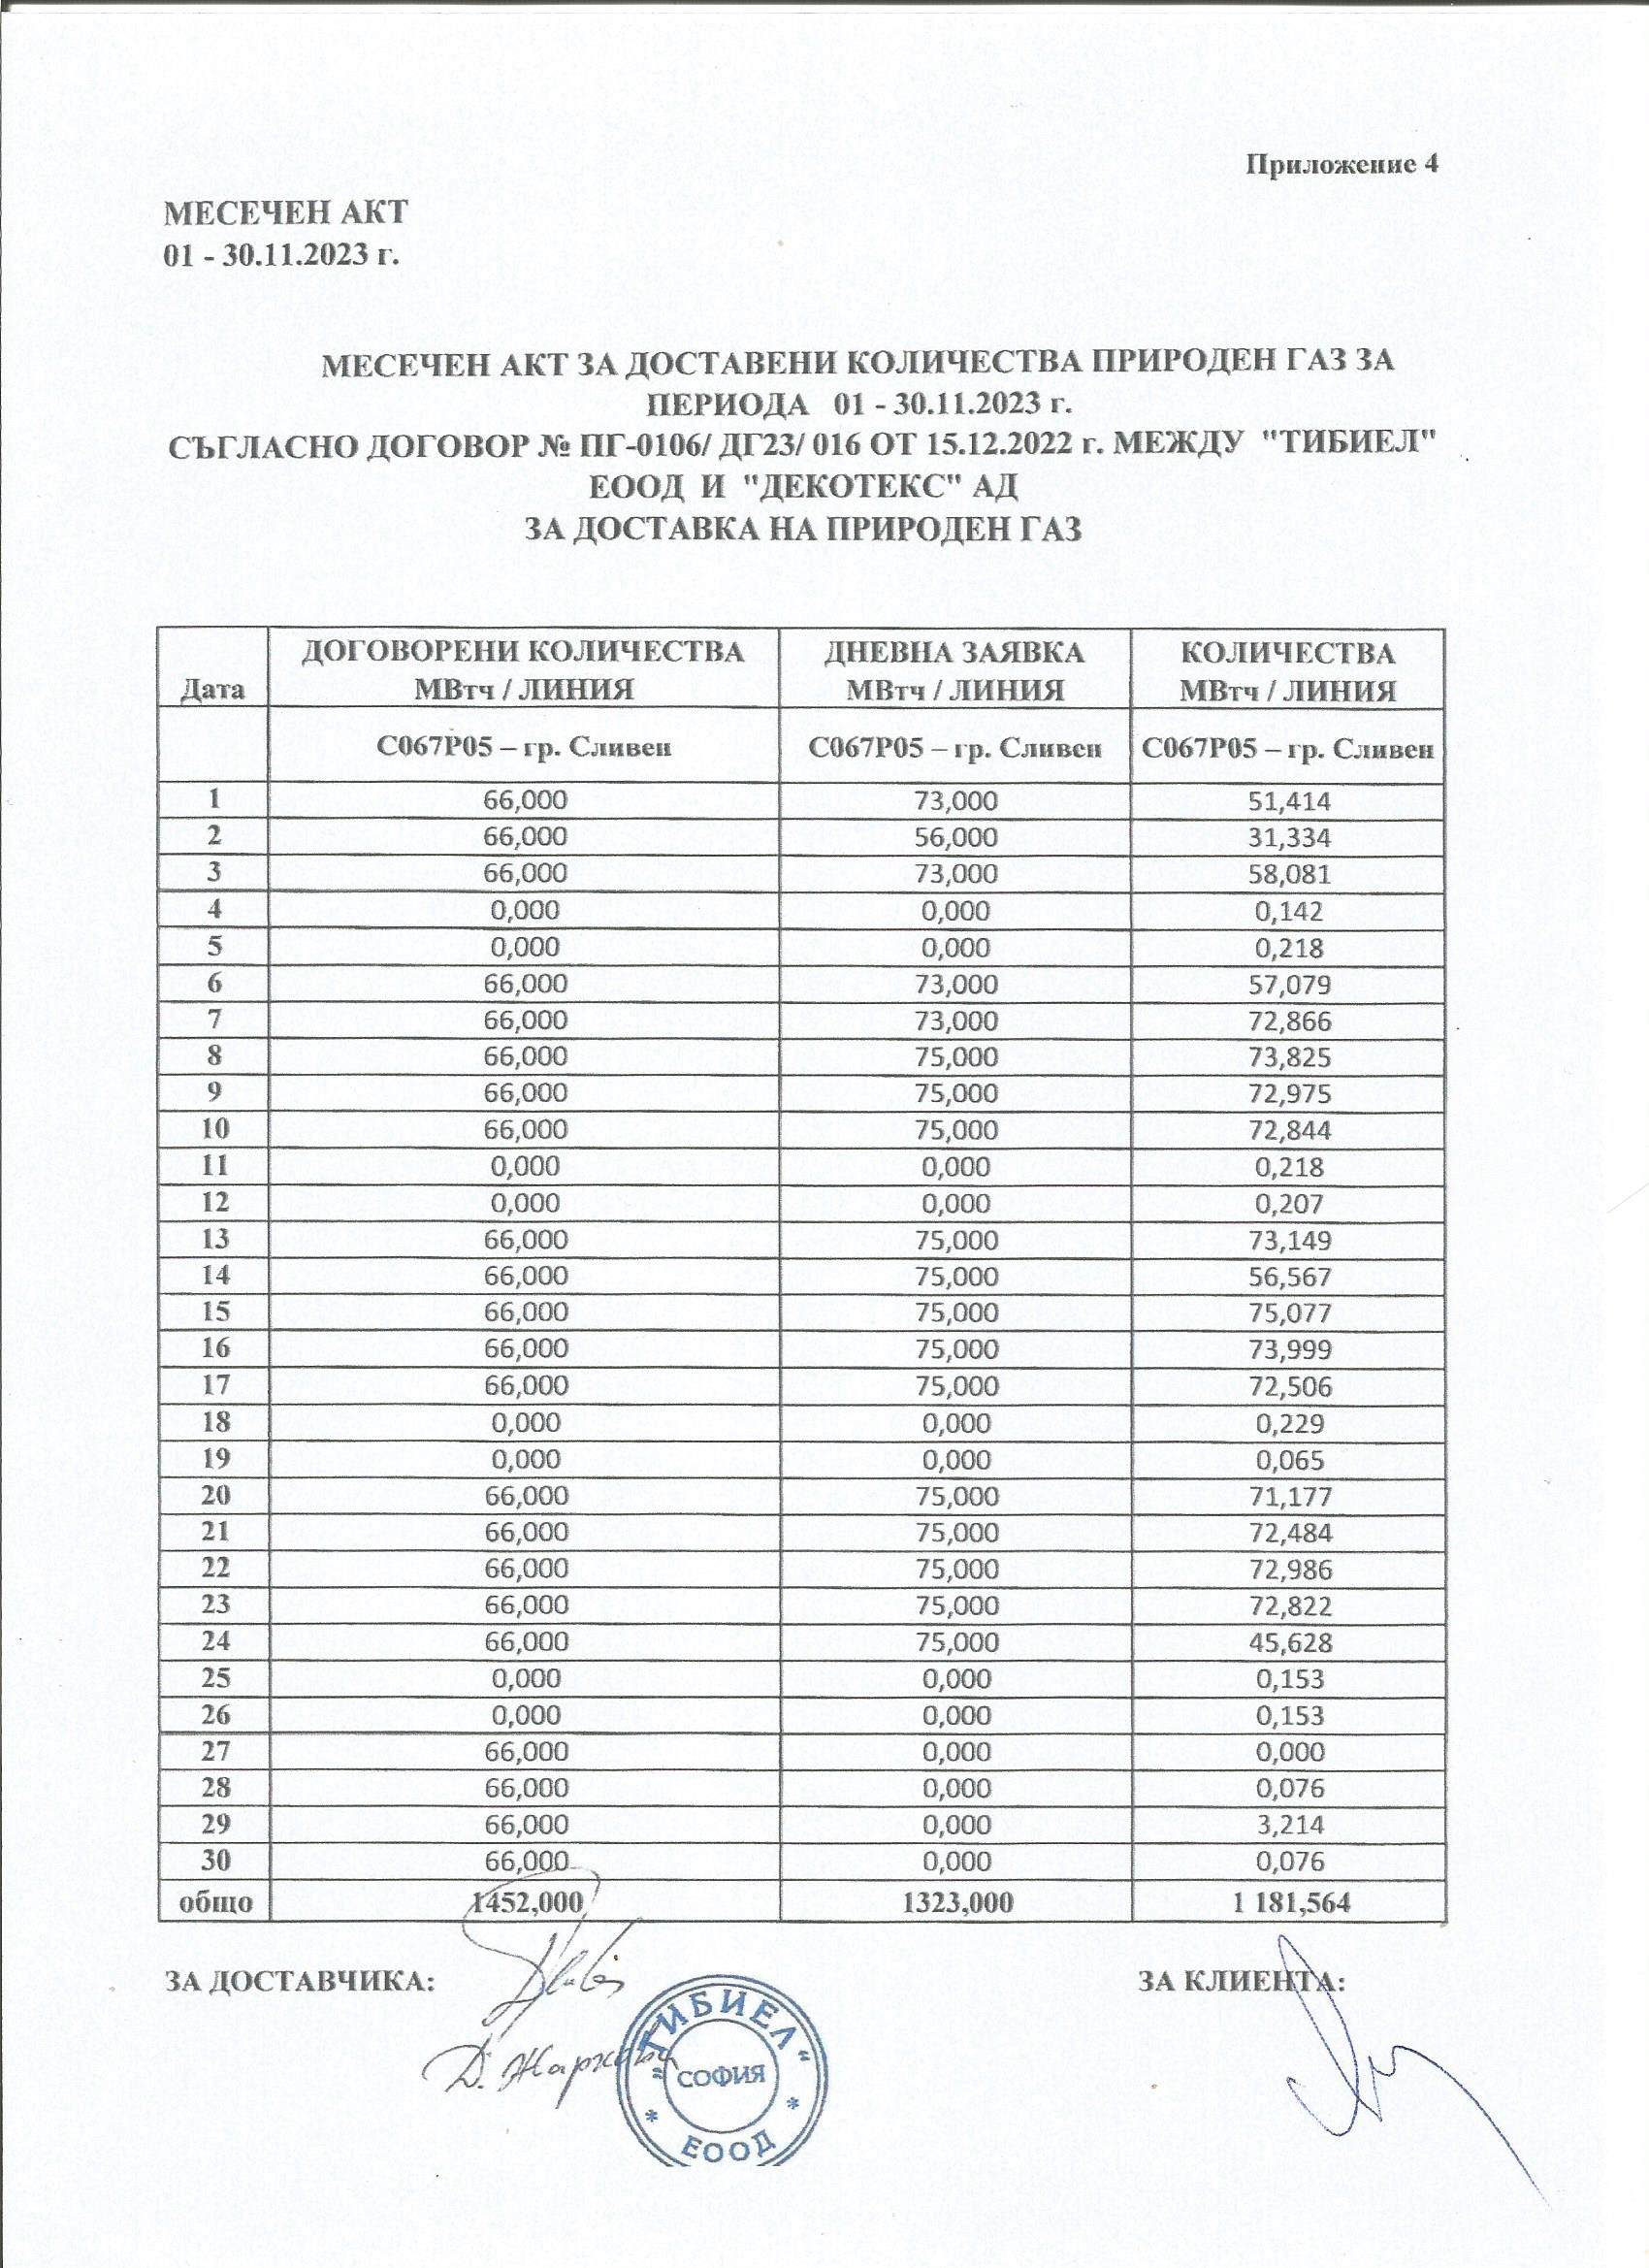 Приложение 4
МЕСЕЧЕН АКТ
01 - 30.11.2023 г.
МЕСЕЧЕН АКТ ЗА ДОСТАВЕНИ КОЛИЧЕСТВА ПРИРОДЕН ГАЗ ЗА
ПЕРИОДА 01 - 30.11.2023 г.
СЪГЛАСНО ДОГОВОР № ПГ-0106/ ДГ23/ 016 ОТ 15.12.2022 г. МЕЖДУ "ТИБИЕЛ"
ЕООД И "ДЕКОТЕКС" АД
ЗА ДОСТАВКА НА ПРИРОДЕН ГАЗ
ДОГОВОРЕНИ КОЛИЧЕСТВА ДНЕВНА ЗАЯВКА КОЛИЧЕСТВА
Дата МВтч / ЛИНИЯ МВтч / ЛИНИЯ МВтч / ЛИНИЯ
С067Р05 – гр. Сливен С067Р05 – гр. Сливен С067Р05 – гр. Сливен
1 66,000 73,000 51,414
2 66,000 56,000 31,334
3 66,000 73,000 58,081
4 0,000 0,000 0,142
5 0,000 0,000 0,218
6 66,000 73,000 57,079
7 66,000 73,000 72,866
8 66,000 75,000 73,825
9 66,000 75,000 72,975
10 66,000 75,000 72,844
11 0,000 0,000 0,218
12 0,000 0,000 0,207
13 66,000 75,000 73,149
14 66,000 75,000 56,567
15 66,000 75,000 75,077
16 66,000 75,000 73,999
17 66,000 75,000 72,506
18 0,000 0,000 0,229
19 0,000 0,000 0,065
20 66,000 75,000 71,177
21 66,000 75,000 72,484
22 66,000 75,000 72,986
23 66,000 75,000 72,822
24 66,000 75,000 45,628
25 0,000 0,000 0,153
26 0,000 0,000 0,153
27 66,000 0,000 0,000
28 66,000 0,000 0,076
29 66,000 0,000 3,214
30 66,000 0,000 0,076
общо 1452,000 1323,000 1 181,564
ЗА ДОСТАВЧИКА: ЗА КЛИЕНТА:
„ТИБИЕЛ“
СОФИЯ
* ЕООД *